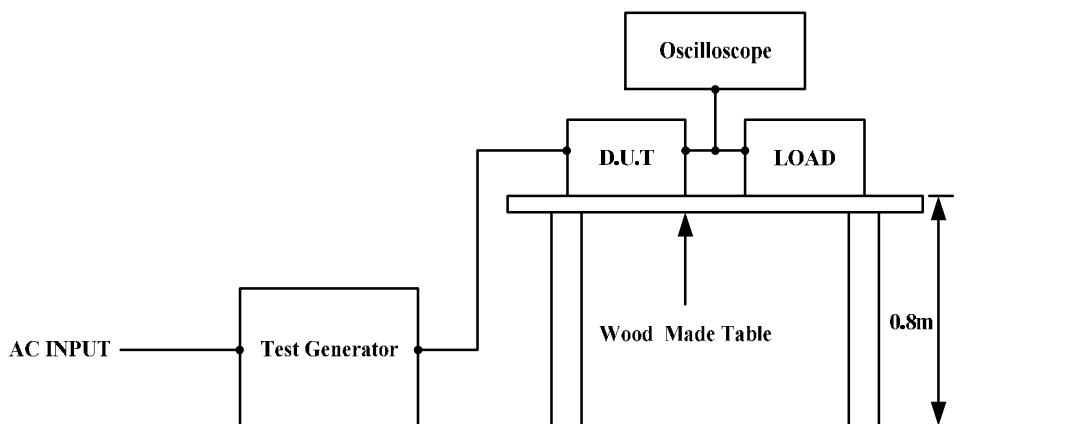 Oscilloscope
D.U.T
LOAD
Wood Made Table
0.8m
AC INPUT
Test Generator